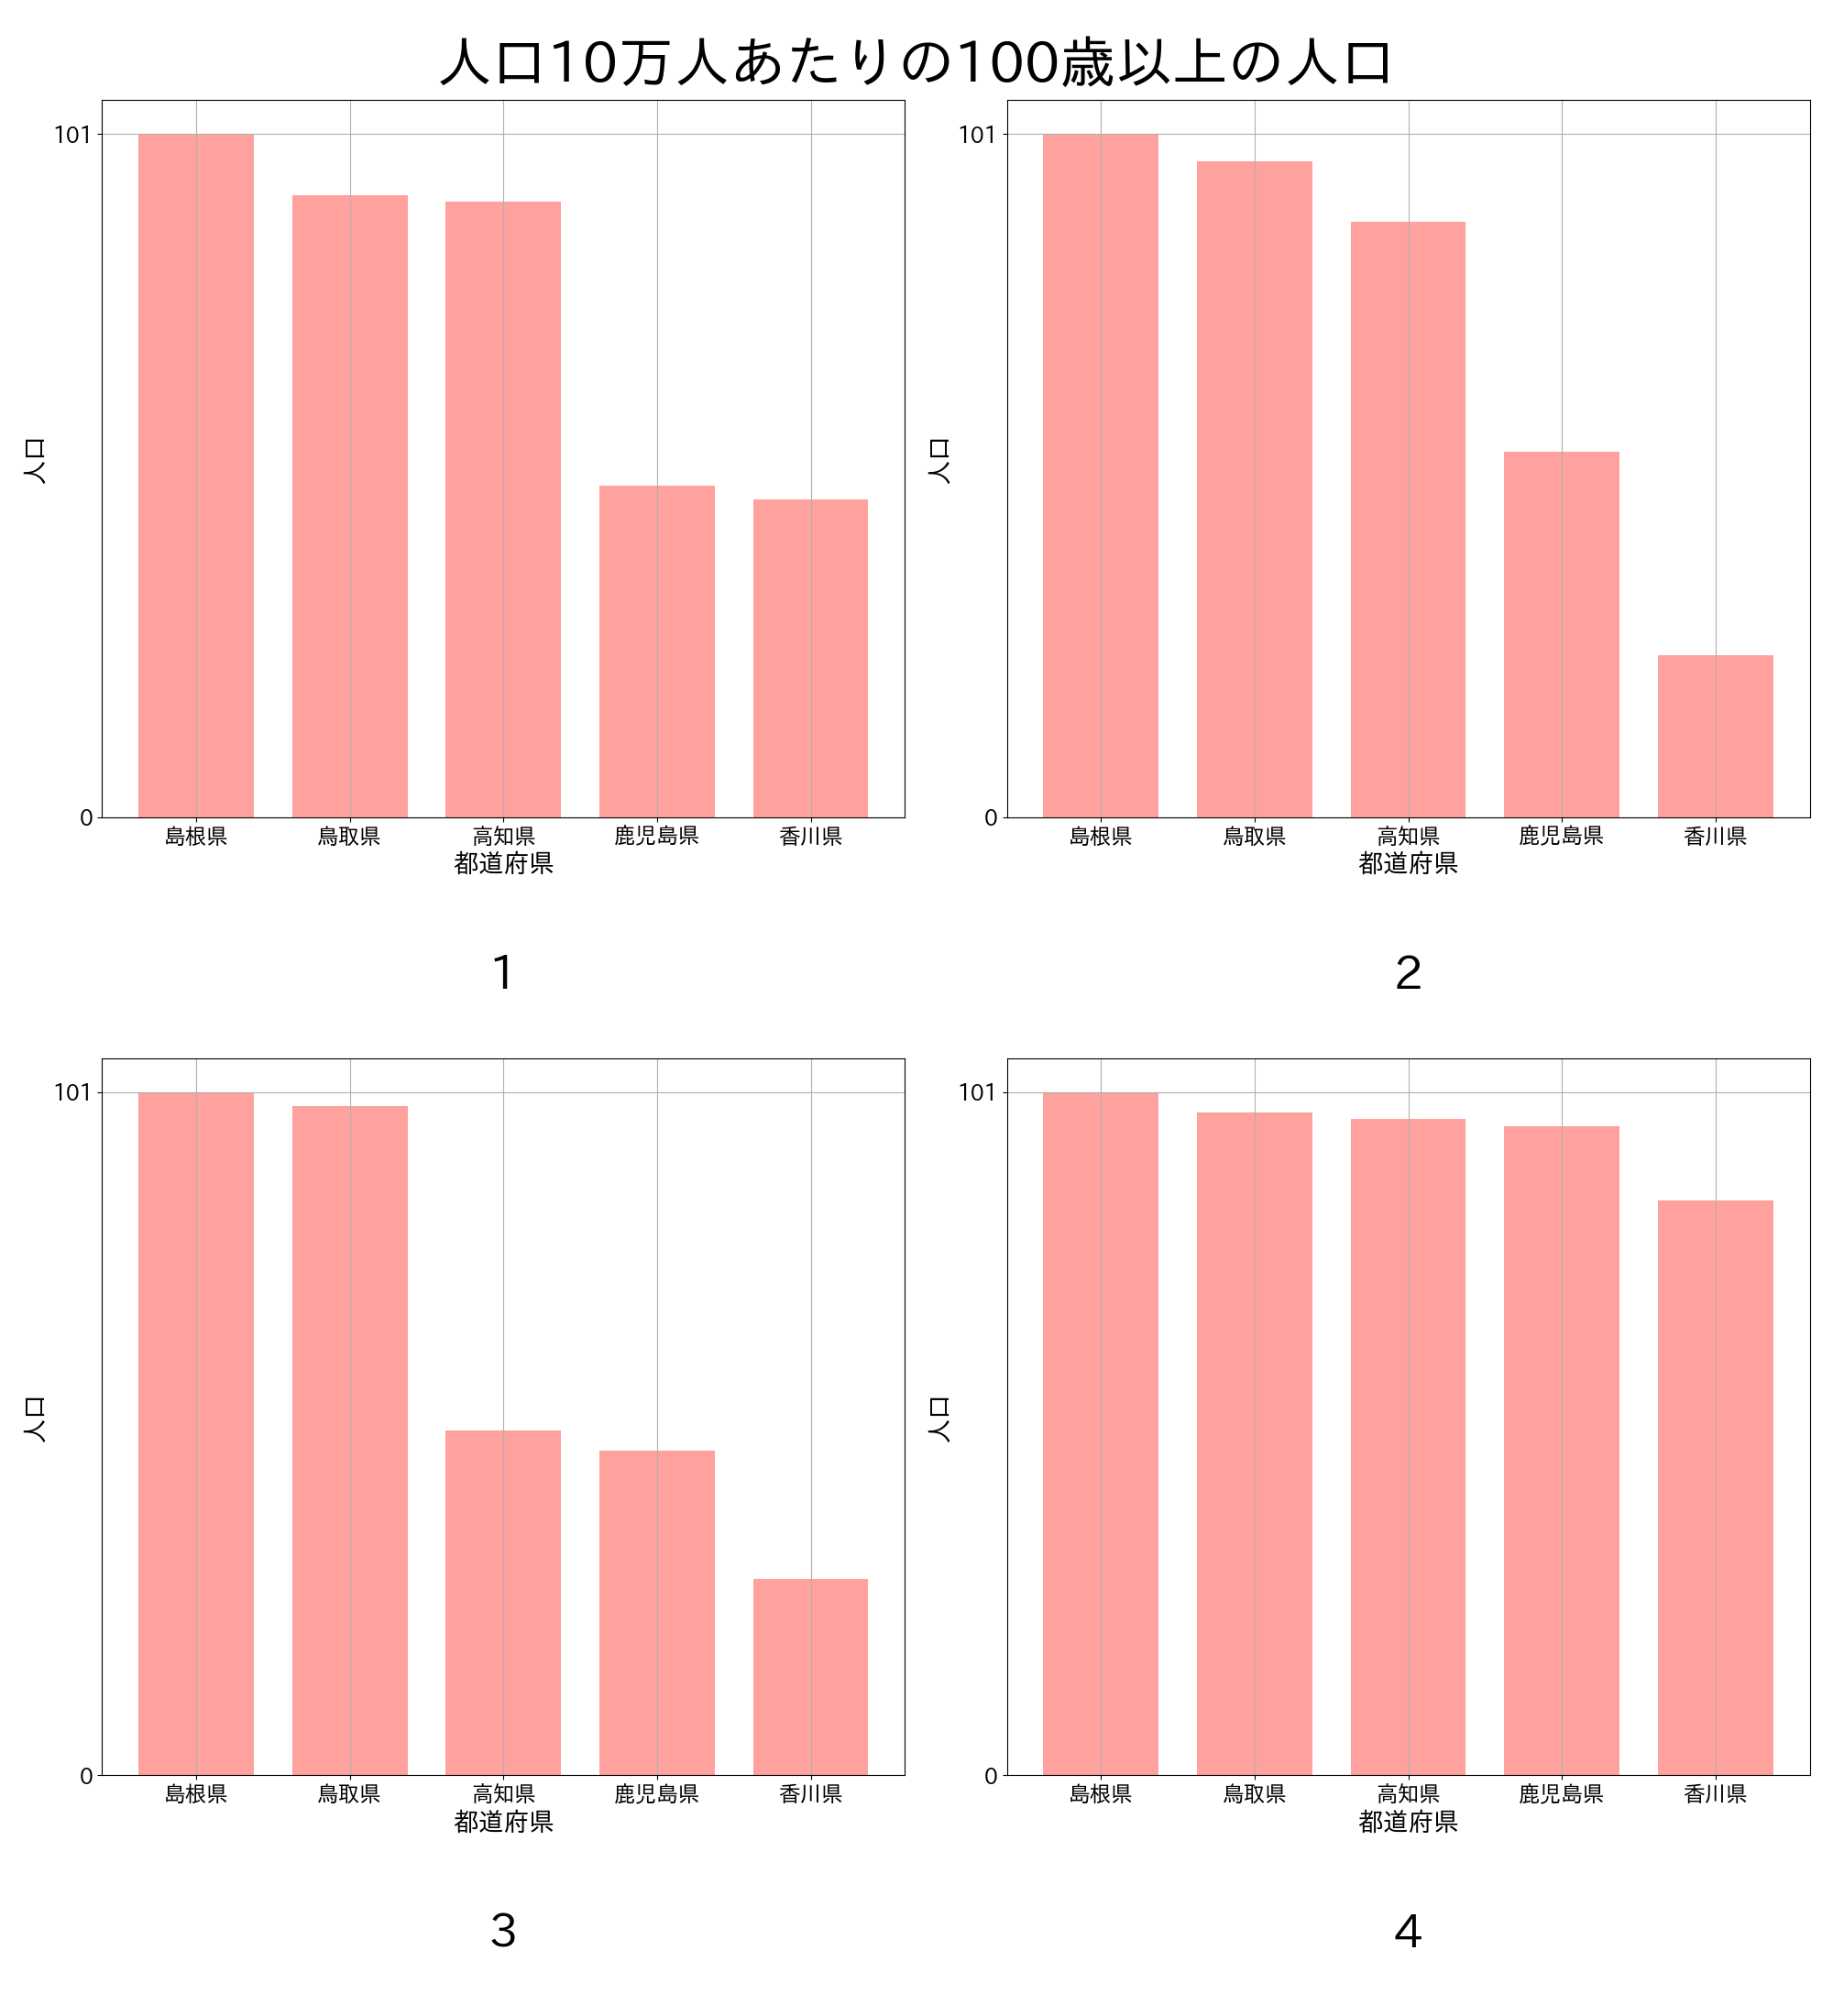 人口10万人あたりの100歳以上の人口
101
0
人口
島根県 鳥取県 高知県 鹿児島県 香川県
都道府県
1
101
0
人口
島根県 鳥取県 高知県 鹿児島県 香川県
都道府県
2
101
0
人口
島根県 鳥取県 高知県 鹿児島県 香川県
都道府県
3
101
0
人口
島根県 鳥取県 高知県 鹿児島県 香川県
都道府県
4